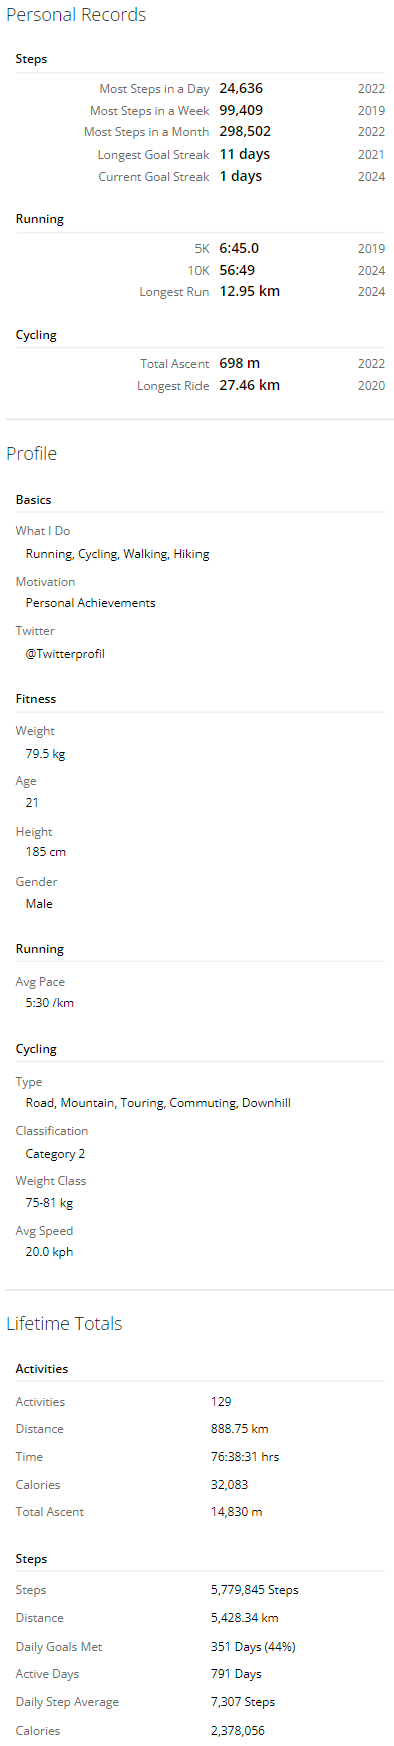 Personal Records
Steps
Most Steps in a Day 24,636 2022
Most Steps in a Week 99,409 2019
Most Steps in a Month 298,502 2022
Longest Goal Streak 11 days 2021
Current Goal Streak 1 days 2024
Running
5K 6:45.0 2019
10K 56:49 2024
Longest Run 12.95 km 2024
Cycling
Total Ascent 698 m 2022
Longest Ride 27.46 km 2020
Profile
Basics
What I Do
Running, Cycling, Walking, Hiking
Motivation
Personal Achievements
Twitter
@Twitterprofil
Fitness
Weight
79.5 kg
Age
21
Height
185 cm
Gender
Male
Running
Avg Pace
5:30 /km
Cycling
Type
Road, Mountain, Touring, Commuting, Downhill
Classification
Category 2
Weight Class
75-81 kg
Avg Speed
20.0 kph
Lifetime Totals
Activities
Activities 129
Distance 888.75 km
Time 76:38:31 hrs
Calories 32,083
Total Ascent 14,830 m
Steps
Steps 5,779,845 Steps
Distance 5,428.34 km
Daily Goals Met 351 Days (44%)
Active Days 791 Days
Daily Step Average 7,307 Steps
Calories 2,378,056